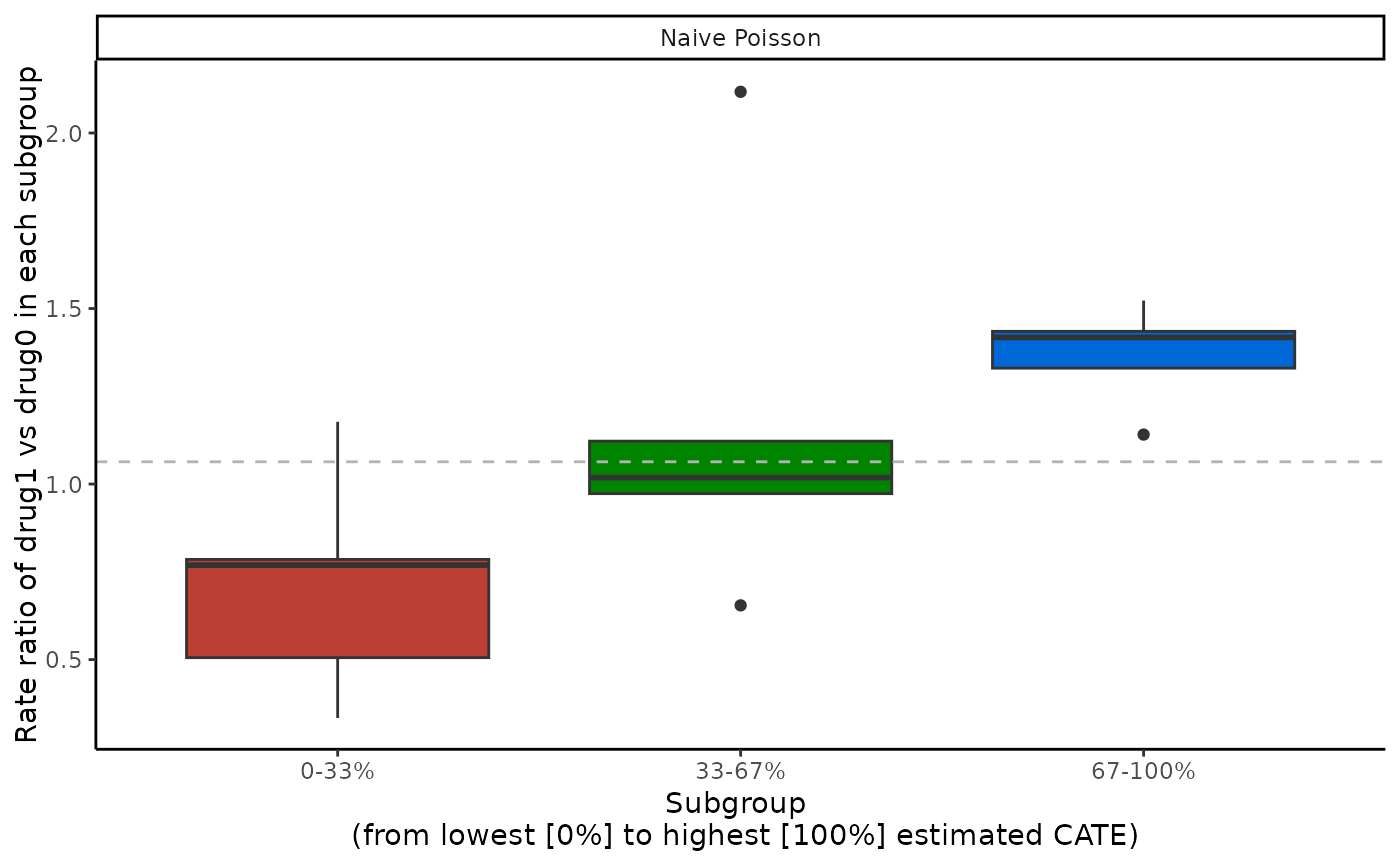 Naive Poisson
Rate ratio of drug1 vs drug0 in each subgroup
2.0
1.5
1.0
0.5
0-33%
33-67%
67-100%
Subgroup
(from lowest [0%] to highest [100%] estimated CATE)